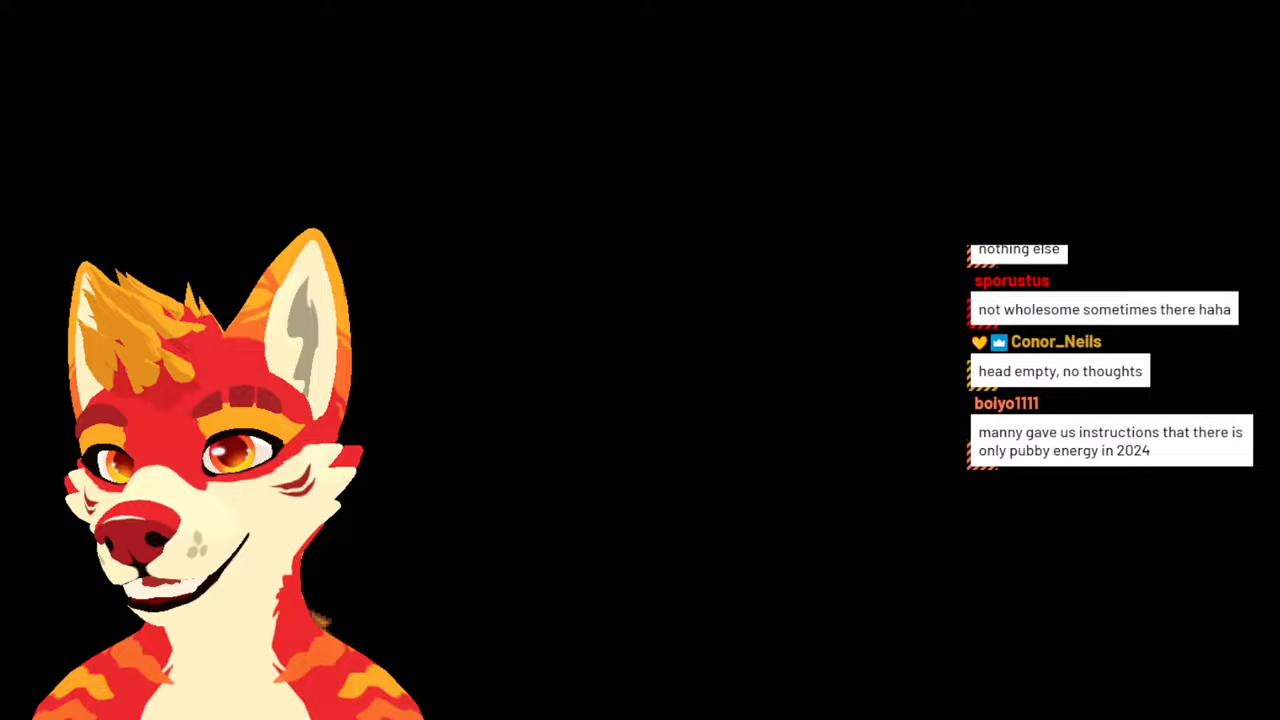 nothing else
sporustus
not wholesome sometimes there haha
Conor_Neils
head empty, no thoughts
boiyo1111
manny gave us instructions that there is
only pubby energy in 2024